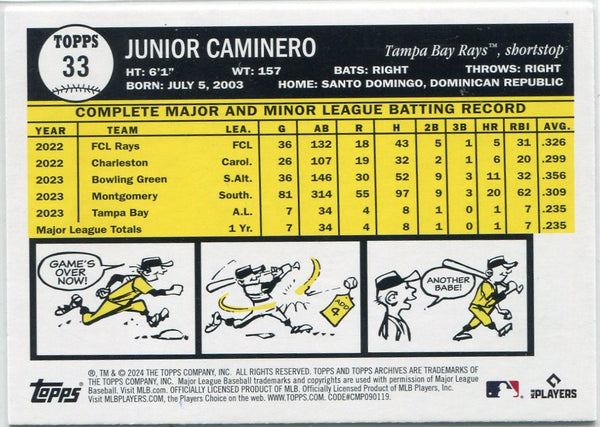 TOPPS
33
JUNIOR CAMINERO
Tampa Bay Rays™, shortstop
HT: 6'1" WT: 157 BATS: RIGHT THROWS: RIGHT
BORN: JULY 5, 2003 HOME: SANTO DOMINGO, DOMINICAN REPUBLIC
COMPLETE MAJOR AND MINOR LEAGUE BATTING RECORD
YEAR TEAM LEA. G AB R H 2B 3B HR RBI AVG.
2022 FCL Rays FCL 36 132 18 43 5 1 5 31 .326
2022 Charleston Carol. 26 107 19 32 2 1 6 20 .299
2023 Bowling Green S.Alt. 36 146 30 52 9 3 11 32 .356
2023 Montgomery South. 81 314 55 97 9 3 20 62 .309
2023 Tampa Bay A.L. 7 34 4 8 1 0 1 7 .235
Major League Totals 1 Yr. 7 34 4 8 1 0 1 7 .235
GAME'S
OVER
NOW!
ADD
4
ANOTHER
BABE!
®, TM & © 2024 THE TOPPS COMPANY, INC. ALL RIGHTS RESERVED. TOPPS AND TOPPS ARCHIVES ARE TRADEMARKS OF
THE TOPPS COMPANY, INC. Major League Baseball trademarks and copyrights are used with permission of Major League
Baseball. Visit MLB.com. OFFICIALLY LICENSED PRODUCT OF MLB. Officially Licensed Product of MLB Players, Inc. Visit
MLBPLAYERS.COM, the Players Choice on the web. WWW.TOPPS.COM. CODE#CMP090119.
Topps
MLB PLAYERS